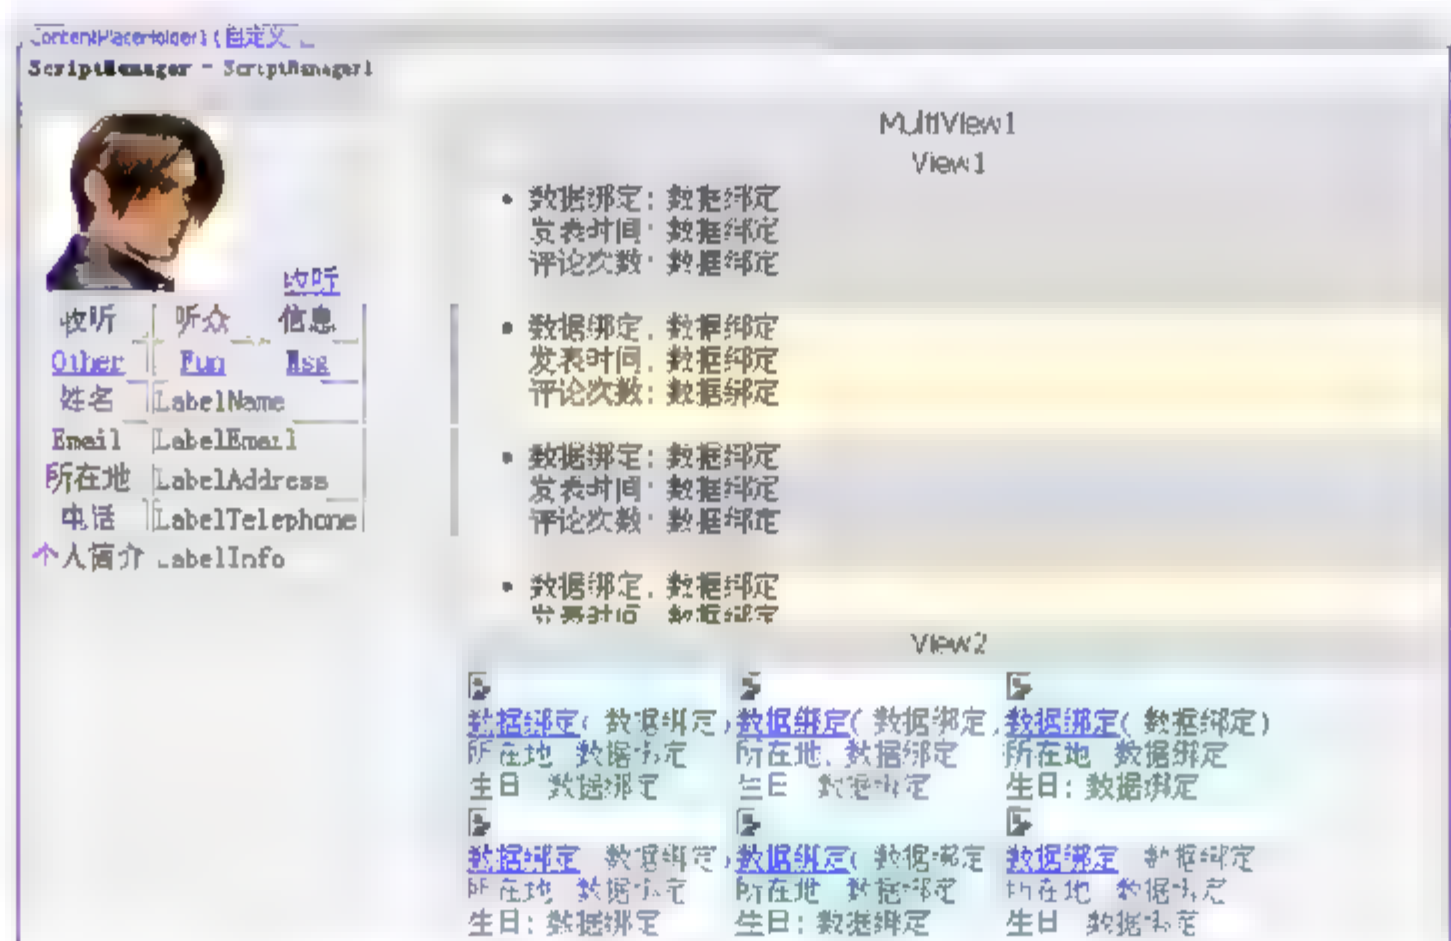 ContentPlaceHolder1 (自定义)
ScriptManager - ScriptManager1
收听
收听 听众 信息
Other Fun Msg
姓名 LabelName
Email LabelEmail
所在地 LabelAddress
电话 LabelTelephone
个人简介 LabelInfo
MultiView1
View1
• 数据绑定: 数据绑定
发表时间: 数据绑定
评论次数: 数据绑定
• 数据绑定: 数据绑定
发表时间: 数据绑定
评论次数: 数据绑定
• 数据绑定: 数据绑定
发表时间: 数据绑定
评论次数: 数据绑定
• 数据绑定: 数据绑定
发表时间: 数据绑定
View2
数据绑定( 数据绑定) 数据绑定( 数据绑定) 数据绑定( 数据绑定)
所在地: 数据绑定 所在地: 数据绑定 所在地: 数据绑定
生日: 数据绑定 生日: 数据绑定 生日: 数据绑定
数据绑定( 数据绑定) 数据绑定( 数据绑定) 数据绑定( 数据绑定)
所在地: 数据绑定 所在地: 数据绑定 所在地: 数据绑定
生日: 数据绑定 生日: 数据绑定 生日: 数据绑定